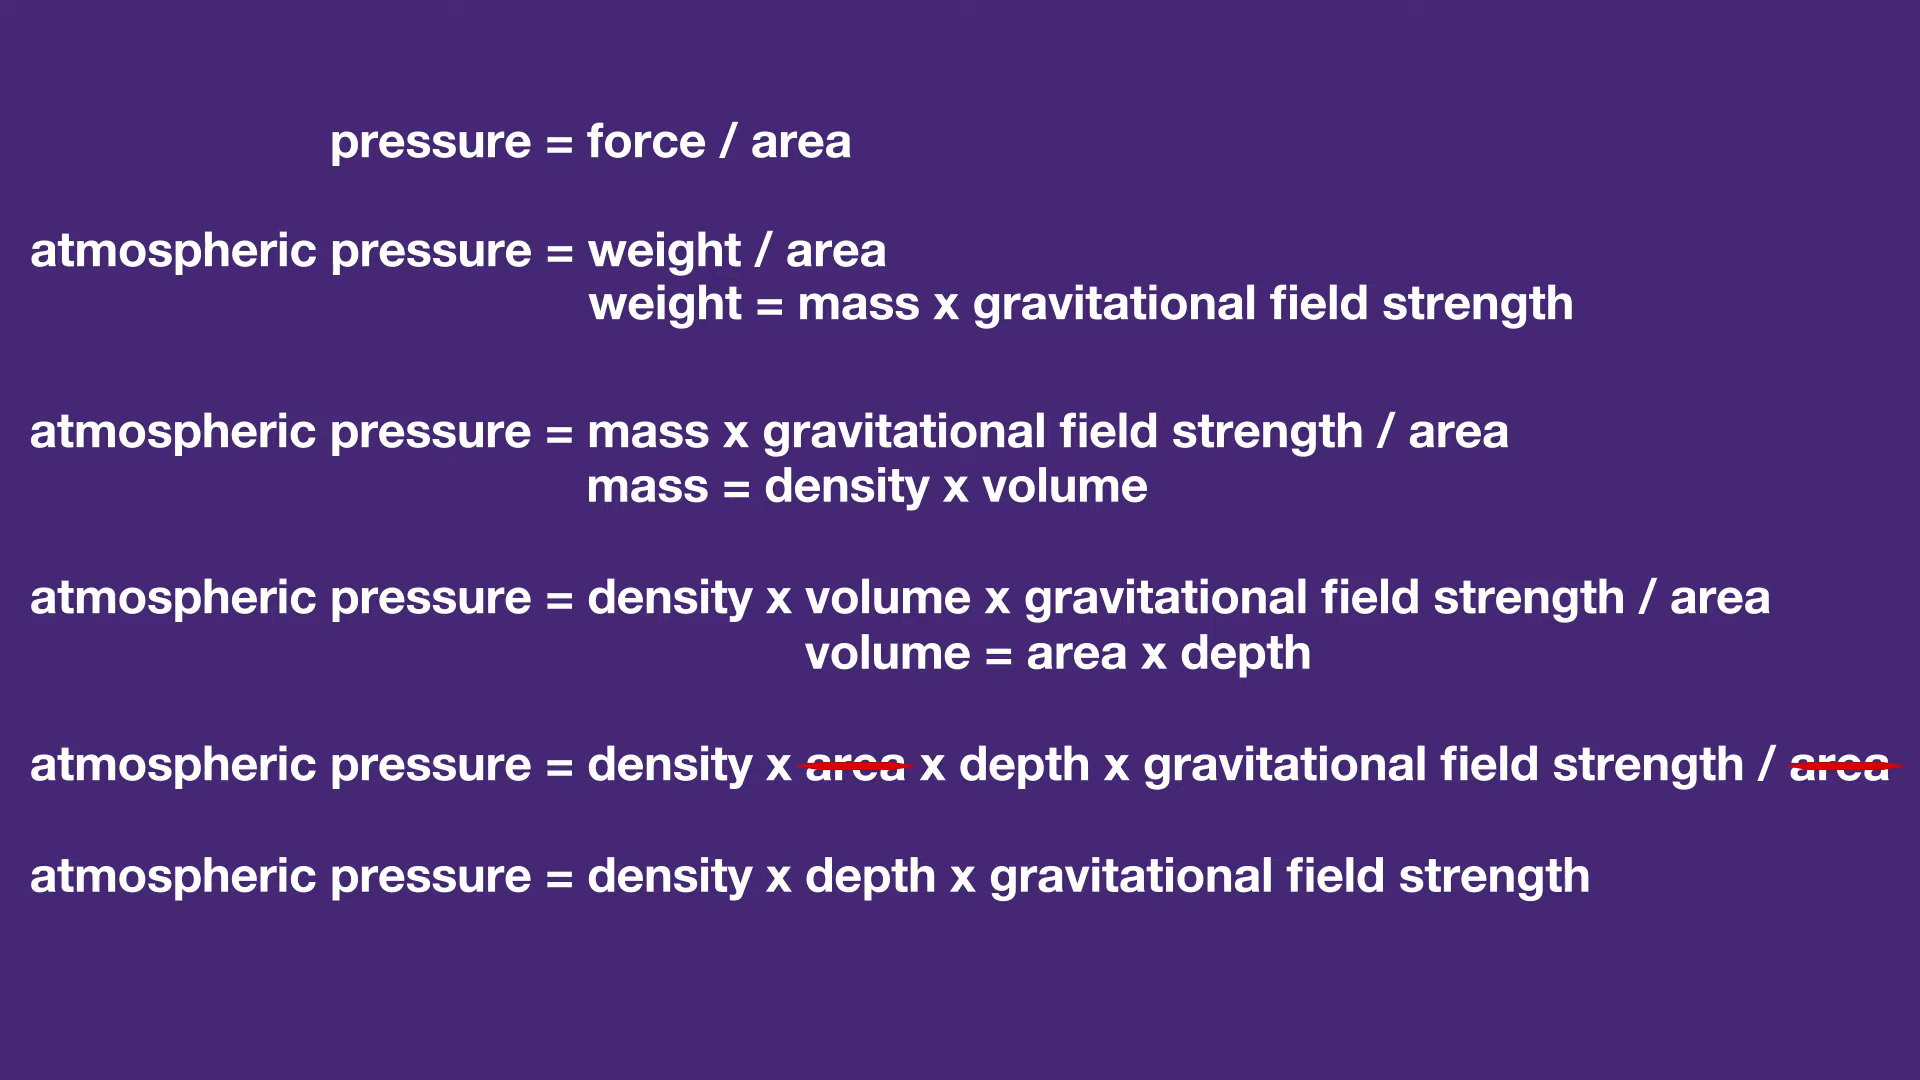 pressure = force / area
atmospheric pressure = weight / area
weight = mass x gravitational field strength
atmospheric pressure = mass x gravitational field strength / area
mass = density x volume
atmospheric pressure = density x volume x gravitational field strength / area
volume = area x depth
atmospheric pressure = density x area x depth x gravitational field strength / area
atmospheric pressure = density x depth x gravitational field strength